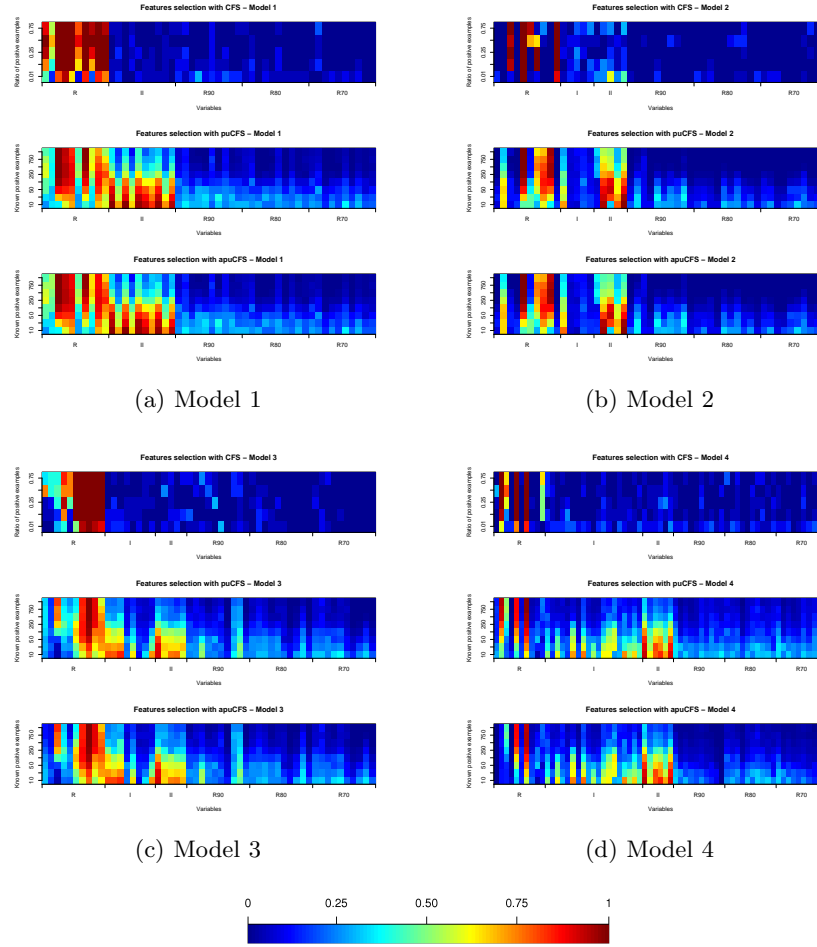 Features selection with CFS − Model 1
Ratio of positive examples
0.75
0.25
0.01
R
II
R90
R80
R70
Variables
Features selection with puCFS − Model 1
Known positive examples
750
250
50
10
R
II
R90
R80
R70
Variables
Features selection with apuCFS − Model 1
Known positive examples
750
250
50
10
R
II
R90
R80
R70
Variables
(a) Model 1
Features selection with CFS − Model 2
Ratio of positive examples
0.75
0.25
0.01
R
I
II
R90
R80
R70
Variables
Features selection with puCFS − Model 2
Known positive examples
750
250
50
10
R
I
II
R90
R80
R70
Variables
Features selection with apuCFS − Model 2
Known positive examples
750
250
50
10
R
I
II
R90
R80
R70
Variables
(b) Model 2
Features selection with CFS − Model 3
Ratio of positive examples
0.75
0.25
0.01
R
I
II
R90
R80
R70
Variables
Features selection with puCFS − Model 3
Known positive examples
750
250
50
10
R
I
II
R90
R80
R70
Variables
Features selection with apuCFS − Model 3
Known positive examples
750
250
50
10
R
I
II
R90
R80
R70
Variables
(c) Model 3
Features selection with CFS − Model 4
Ratio of positive examples
0.75
0.25
0.01
R
I
II
R90
R80
R70
Variables
Features selection with puCFS − Model 4
Known positive examples
750
250
50
10
R
I
II
R90
R80
R70
Variables
Features selection with apuCFS − Model 4
Known positive examples
750
250
50
10
R
I
II
R90
R80
R70
Variables
(d) Model 4
0 0.25 0.50 0.75 1